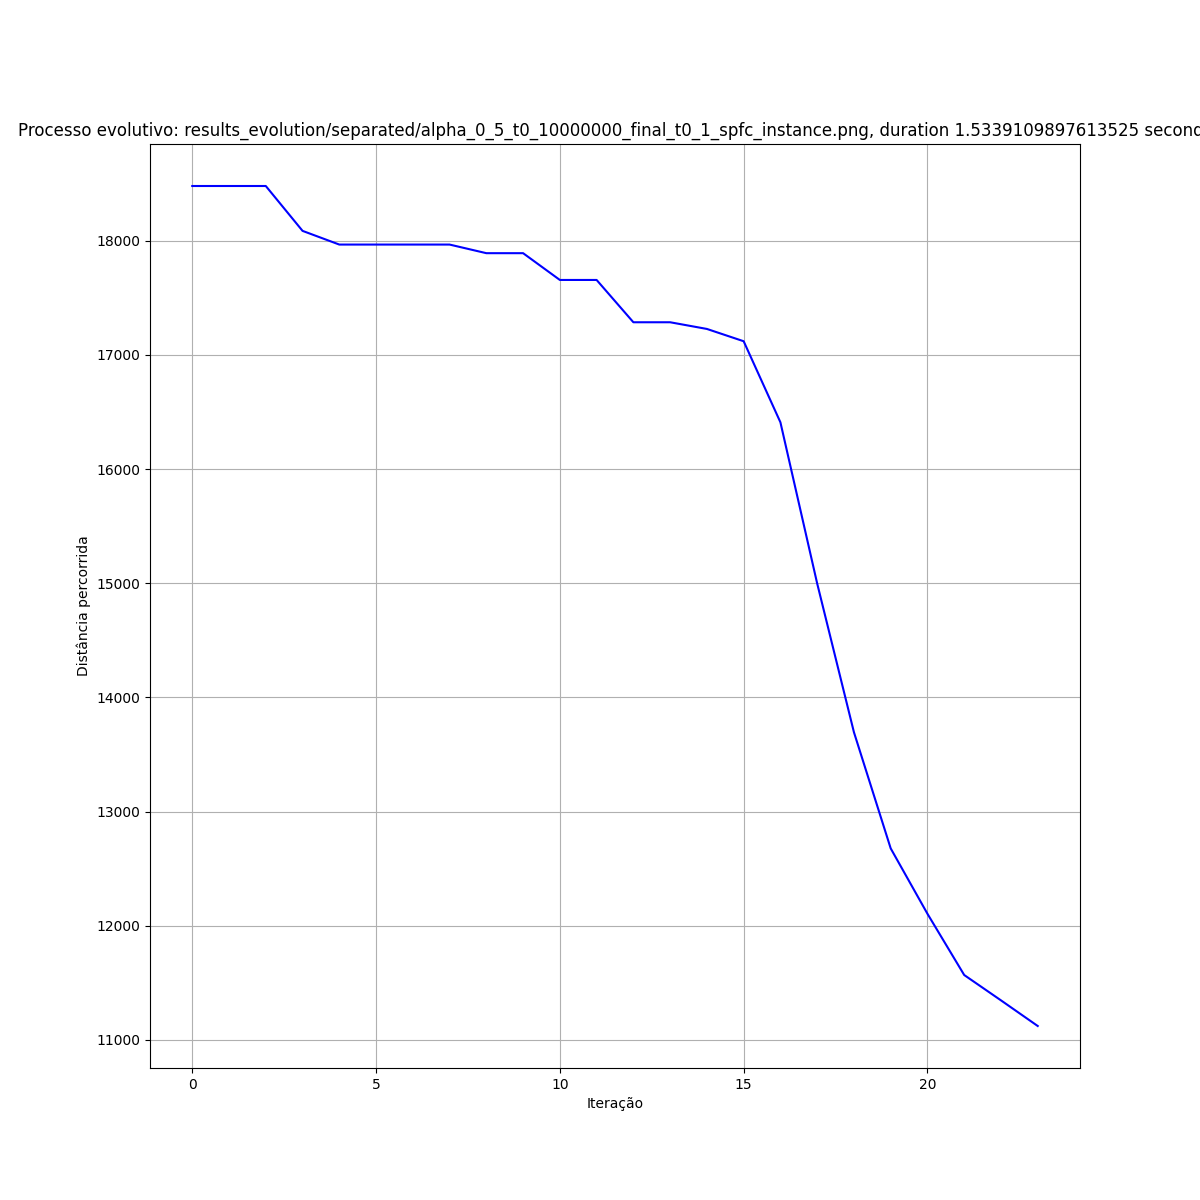 Processo evolutivo: results_evolution/separated/alpha_0_5_t0_10000000_final_t0_1_spfc_instance.png, duration 1.5339109897613525 second
18000
17000
16000
15000
14000
13000
12000
11000
Distância percorrida
0 5 10 15 20
Iteração